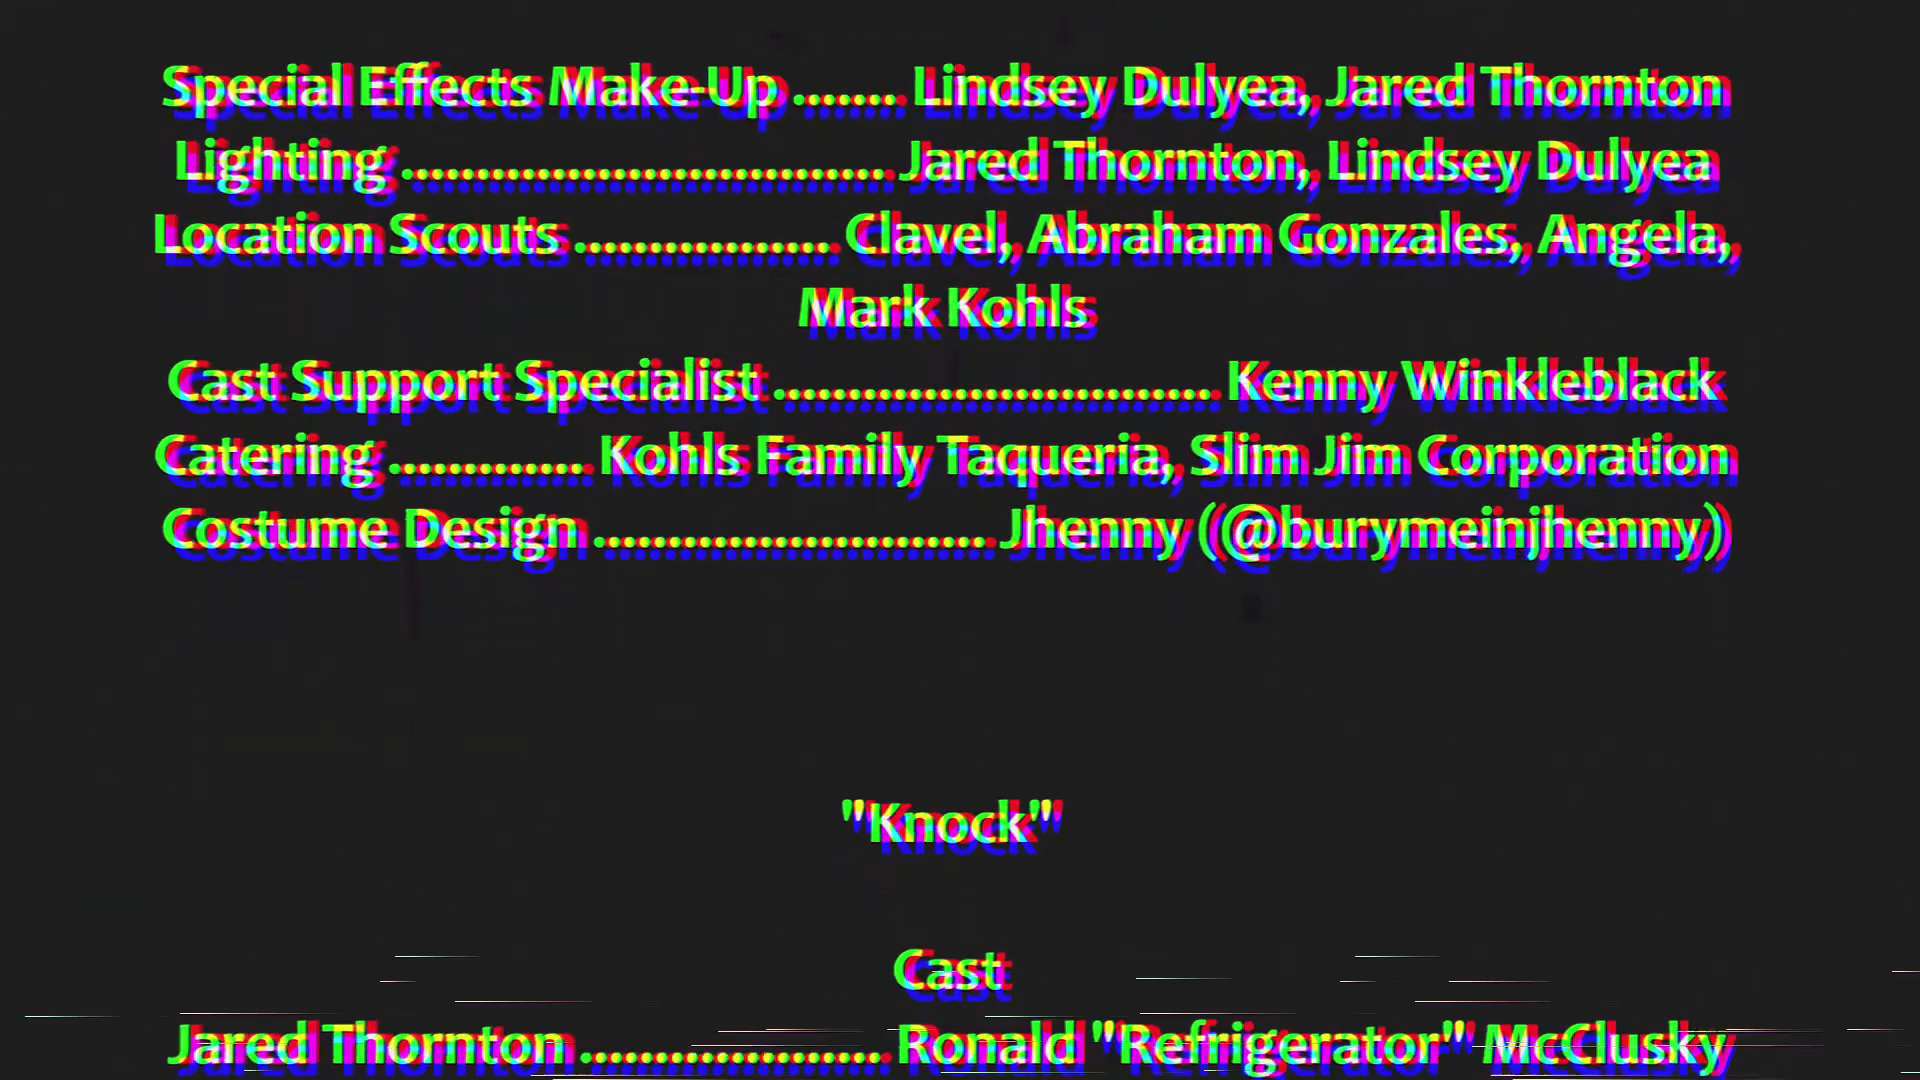 Special Effects Make-Up ........ Lindsey Dulyea, Jared Thornton
Lighting ................................. Jared Thornton, Lindsey Dulyea
Location Scouts .................. Clavel, Abraham Gonzales, Angela,
Mark Kohls
Cast Support Specialist .............................. Kenny Winkleblack
Catering .............. Kohls Family Taqueria, Slim Jim Corporation
Costume Design ........................... Jhenny (@burymeinjhenny)
"Knock"
Cast
Jared Thornton ..................... Ronald "Refrigerator" McClusky